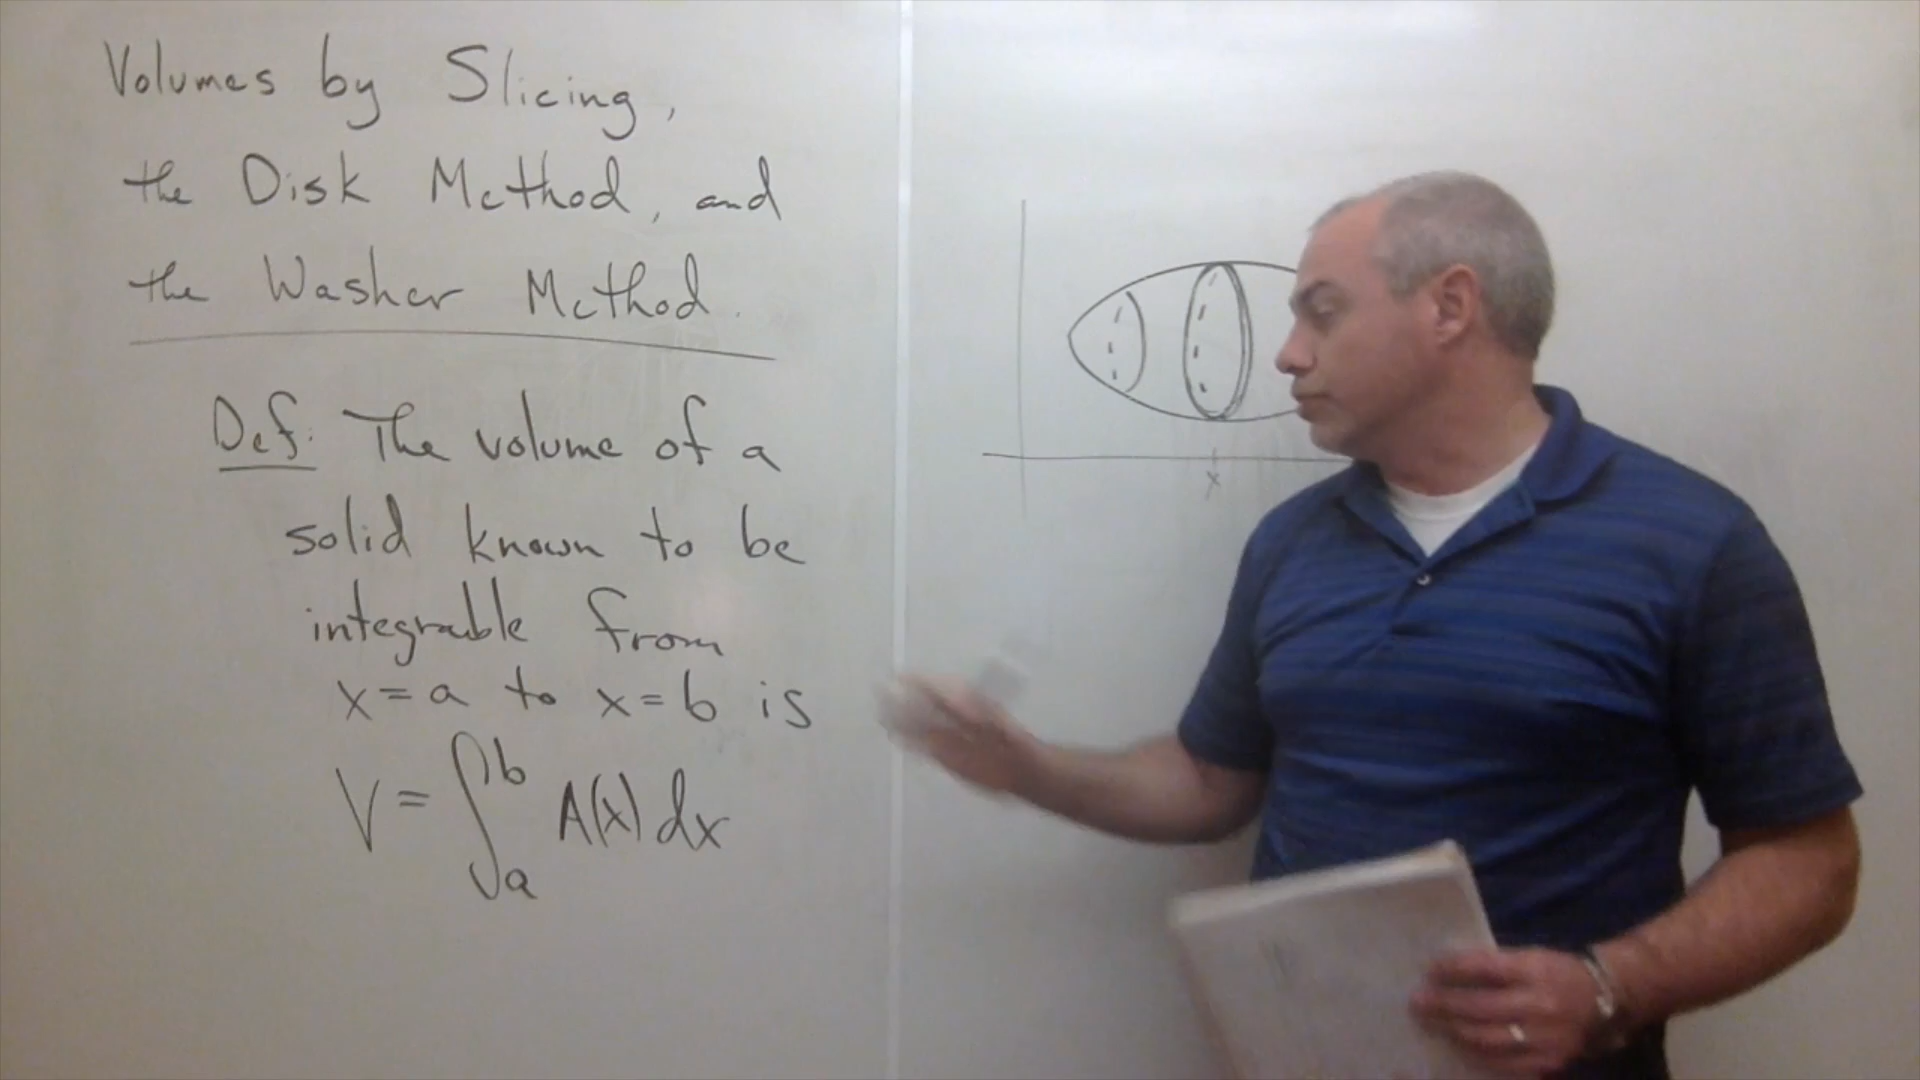 Volumes by Slicing,
the Disk Method, and
the Washer Method.
Def: The volume of a
solid known to be
integrable from
x=a to x=b is
V = ∫_a^b A(x) dx
x